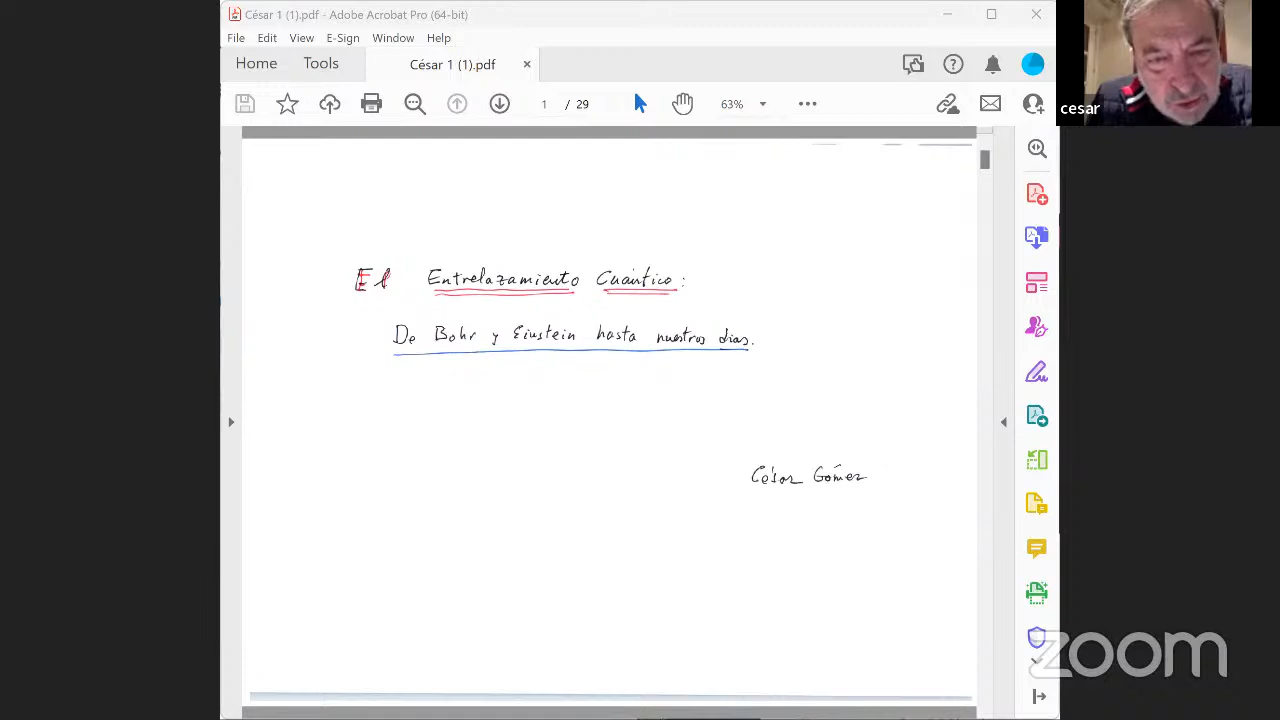 César 1 (1).pdf - Adobe Acrobat Pro (64-bit)
File Edit View E-Sign Window Help
Home Tools César 1 (1).pdf ×
1 / 29 63%
cesar
El Entrelazamiento Cuántico:
De Bohr y Einstein hasta nuestros dias.
César Gómez
zoom